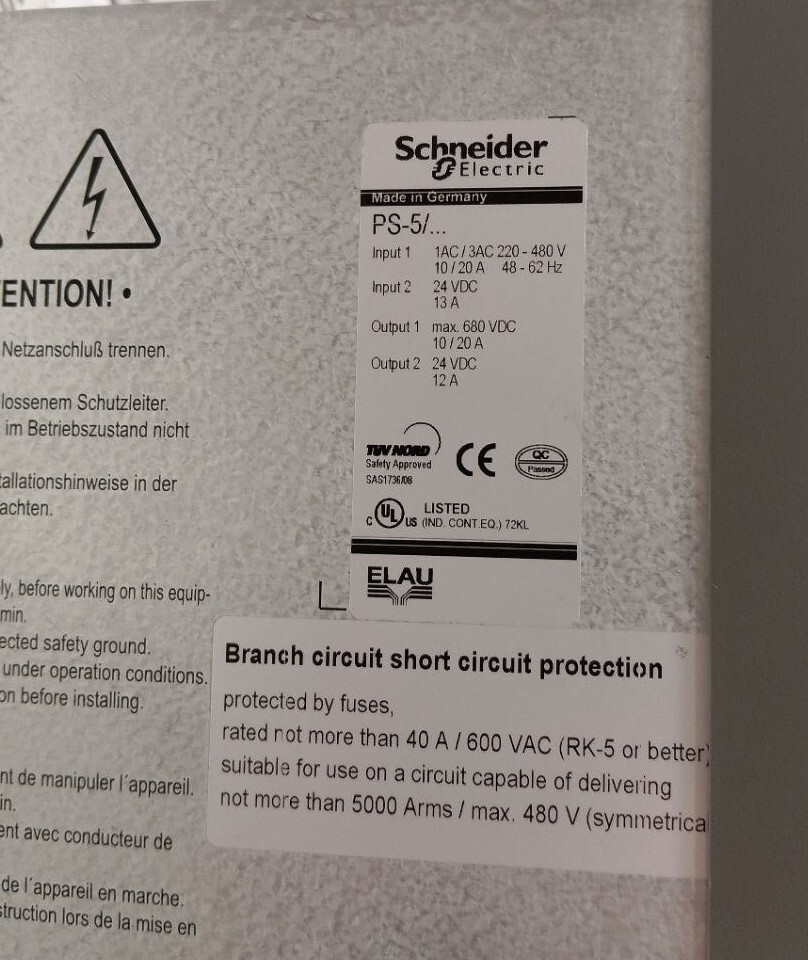 ENTION! •
Netzanschluß trennen.
lossenem Schutzleiter.
im Betriebszustand nicht
tallationshinweise in der
achten.
ly, before working on this equip-
min.
ected safety ground.
under operation conditions.
on before installing.
nt de manipuler l´appareil.
in.
ent avec conducteur de
de l´appareil en marche.
struction lors de la mise en
Schneider
Electric
Made in Germany
PS-5/...
Input 1 1AC / 3AC 220 - 480 V
10 / 20 A 48 - 62 Hz
Input 2 24 VDC
13 A
Output 1 max. 680 VDC
10 / 20 A
Output 2 24 VDC
12 A
TÜV NORD
Safety Approved
SAS1736/08
CE
QC
Passed
C UL US LISTED
(IND. CONT.EQ.) 72KL
ELAU
Branch circuit short circuit protection
protected by fuses,
rated not more than 40 A / 600 VAC (RK-5 or better)
suitable for use on a circuit capable of delivering
not more than 5000 Arms / max. 480 V (symmetrica